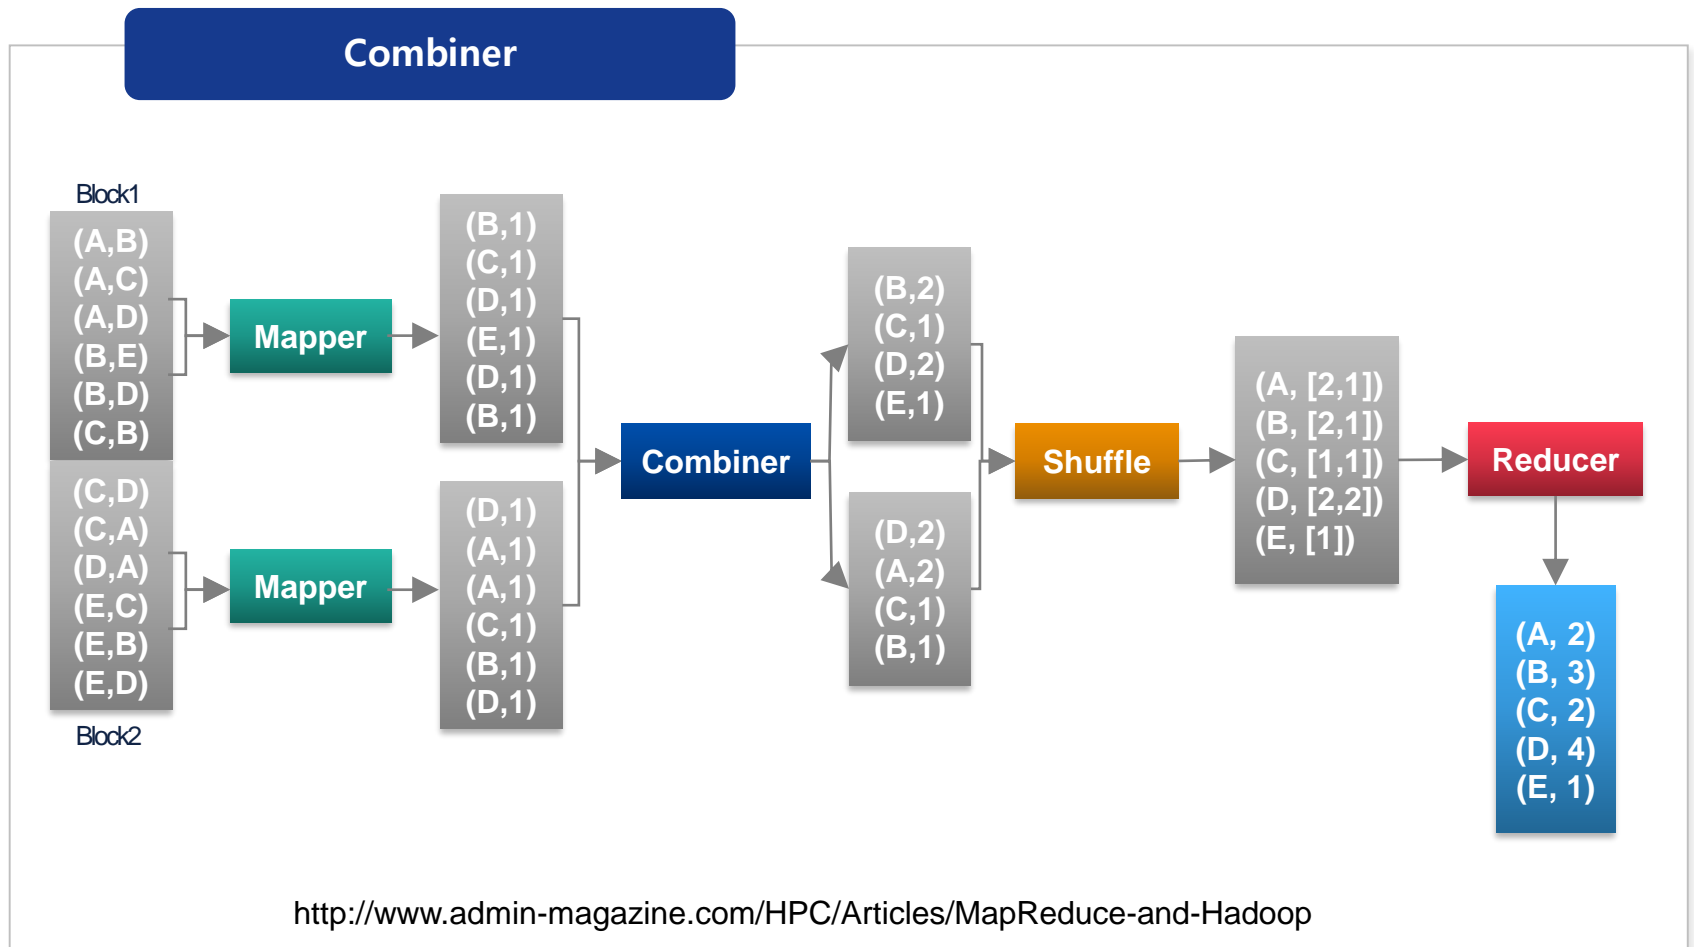 Combiner
Block1
(A,B)
(A,C)
(A,D)
(B,E)
(B,D)
(C,B)
(C,D)
(C,A)
(D,A)
(E,C)
(E,B)
(E,D)
Block2
Mapper
Mapper
(B,1)
(C,1)
(D,1)
(E,1)
(D,1)
(B,1)
(D,1)
(A,1)
(A,1)
(C,1)
(B,1)
(D,1)
Combiner
(B,2)
(C,1)
(D,2)
(E,1)
(D,2)
(A,2)
(C,1)
(B,1)
Shuffle
(A, [2,1])
(B, [2,1])
(C, [1,1])
(D, [2,2])
(E, [1])
Reducer
(A, 2)
(B, 3)
(C, 2)
(D, 4)
(E, 1)
http://www.admin-magazine.com/HPC/Articles/MapReduce-and-Hadoop